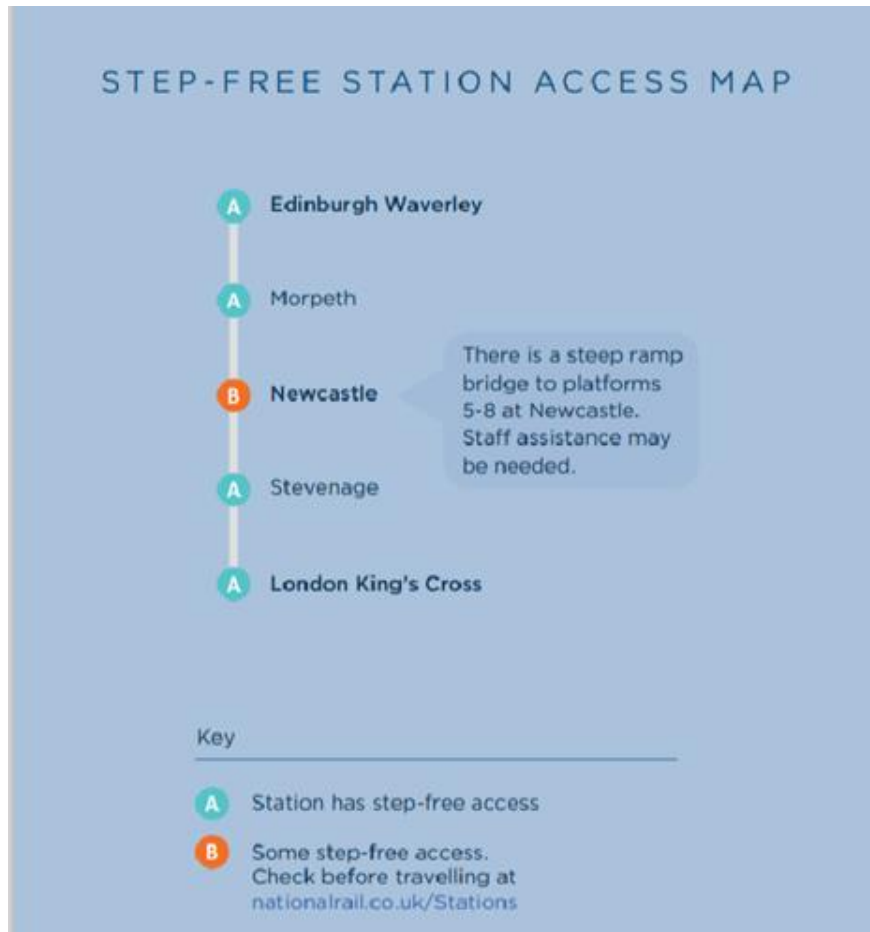 STEP-FREE STATION ACCESS MAP
A Edinburgh Waverley
A Morpeth
B Newcastle
There is a steep ramp
bridge to platforms
5-8 at Newcastle.
Staff assistance may
be needed.
A Stevenage
A London King's Cross
Key
A Station has step-free access
B Some step-free access.
Check before travelling at
nationalrail.co.uk/Stations